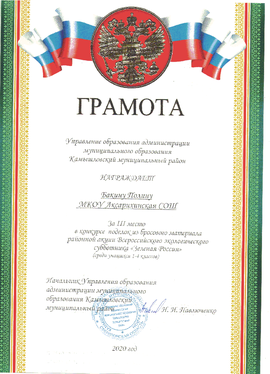 ГРАМОТА
Управление образования администрации
муниципального образования
Камышловский муниципальный район
НАГРАЖДАЕТ
Бакину Полину
МКОУ Аксарихинская СОШ
За III место
в конкурсе поделок из бросового материала
районной акции Всероссийского экологического
субботника «Зеленая Россия»
(среди учащихся 1-4 классов)
Начальник Управления образования
администрации муниципального
образования Камышловский
муниципальный район
2020 год